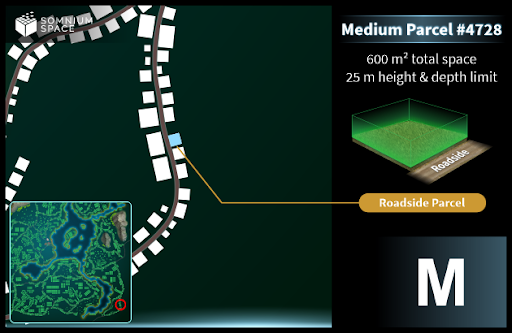 SOMNIUM
SPACE
Medium Parcel #4728
600 m² total space
25 m height & depth limit
Roadside
Roadside Parcel
M